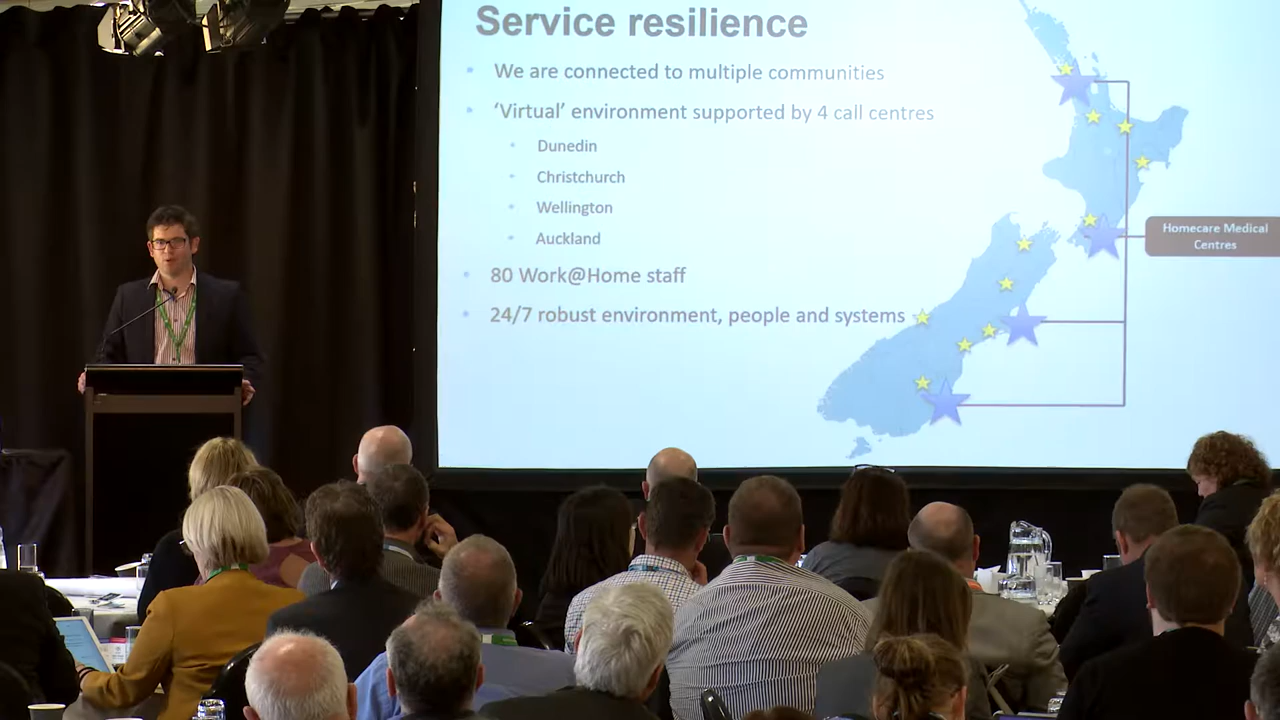 Service resilience
We are connected to multiple communities
‘Virtual’ environment supported by 4 call centres
Dunedin
Christchurch
Wellington
Auckland
80 Work@Home staff
24/7 robust environment, people and systems
Homecare Medical
Centres